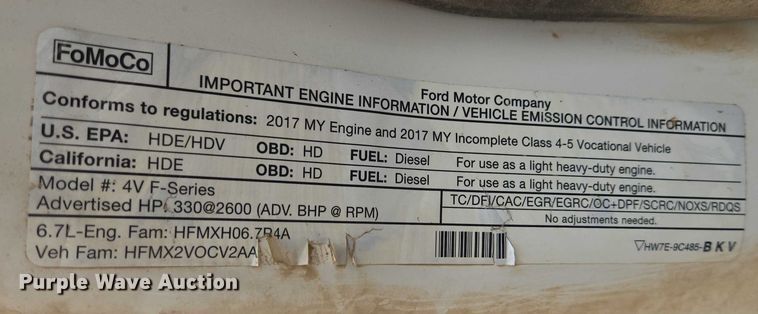 FoMoCo
Ford Motor Company
IMPORTANT ENGINE INFORMATION / VEHICLE EMISSION CONTROL INFORMATION
Conforms to regulations: 2017 MY Engine and 2017 MY Incomplete Class 4-5 Vocational Vehicle
U.S. EPA: HDE/HDV OBD: HD FUEL: Diesel For use as a light heavy-duty engine.
California: HDE OBD: HD FUEL: Diesel For use as a light heavy-duty engine.
Model #: 4V F-Series
TC/DFI/CAC/EGR/EGRC/OC+DPF/SCRC/NOXS/RDQS
Advertised HP: 330@2600 (ADV. BHP @ RPM)
No adjustments needed.
6.7L-Eng. Fam: HFMXH06.7B4A
Veh Fam: HFMX2VOCV2AA
HW7E-9C485-BKV
Purple Wave Auction